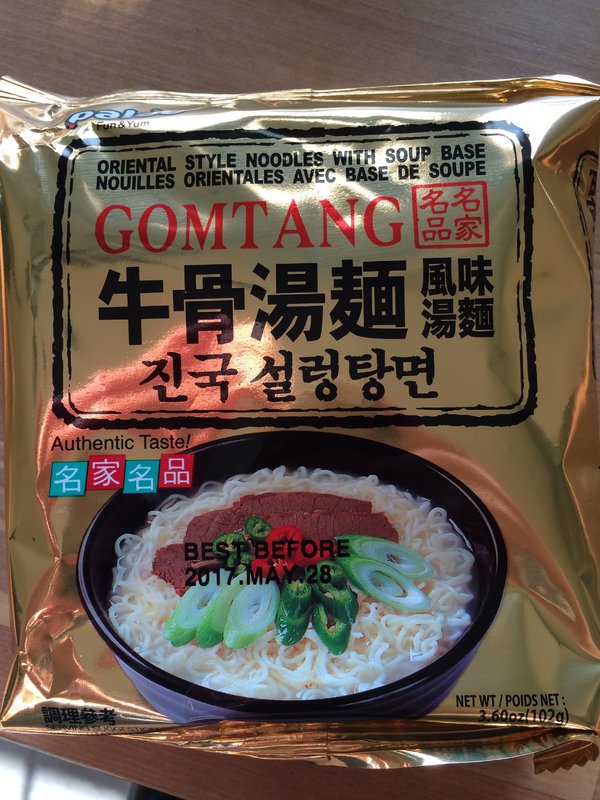 Fun & Yum
ORIENTAL STYLE NOODLES WITH SOUP BASE
NOUILLES ORIENTALES AVEC BASE DE SOUPE
GOMTANG
名家
名品
牛骨湯麵
風味
湯麵
진국 설렁탕면
Authentic Taste!
名家名品
BEST BEFORE
2017.MAY.28
NET WT / POIDS NET :
3.60oz(102g)
調理參考
SERVING SUGGESTION